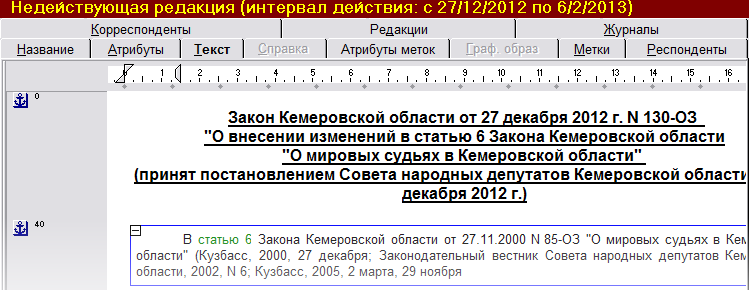 Недействующая редакция (интервал действия: с 27/12/2012 по 6/2/2013)
Корреспонденты Редакции Журналы
Название Атрибуты Текст Справка Атрибуты меток Граф. образ Метки Респонденты
1 2 3 4 5 6 7 8 9 10 11 12 13 14 15 16
0
Закон Кемеровской области от 27 декабря 2012 г. N 130-ОЗ
"О внесении изменений в статью 6 Закона Кемеровской области
"О мировых судьях в Кемеровской области"
(принят постановлением Совета народных депутатов Кемеровской области
декабря 2012 г.)
40
В статью 6 Закона Кемеровской области от 27.11.2000 N 85-ОЗ "О мировых судьях в Кем
области" (Кузбасс, 2000, 27 декабря; Законодательный вестник Совета народных депутатов Кем
области, 2002, N 6; Кузбасс, 2005, 2 марта, 29 ноября